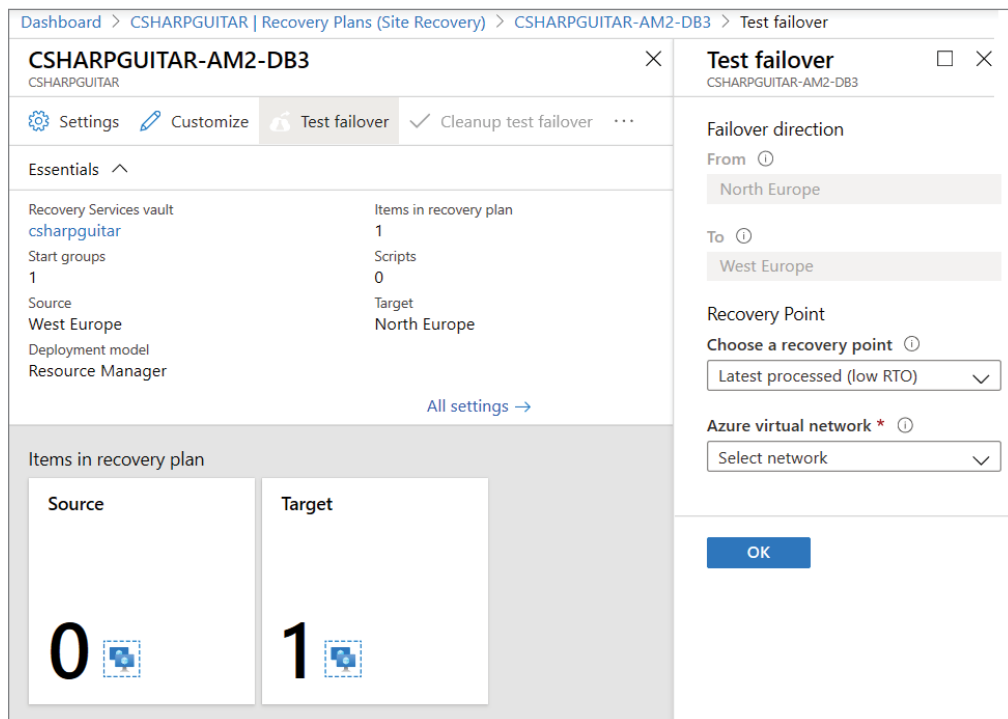 Dashboard > CSHARPGUITAR | Recovery Plans (Site Recovery) > CSHARPGUITAR-AM2-DB3 > Test failover
CSHARPGUITAR-AM2-DB3
CSHARPGUITAR
Settings
Customize
Test failover
Cleanup test failover
...
Essentials
Recovery Services vault
csharpguitar
Items in recovery plan
1
Start groups
1
Scripts
0
Source
West Europe
Target
North Europe
Deployment model
Resource Manager
All settings →
Items in recovery plan
Source
0
Target
1
Test failover
CSHARPGUITAR-AM2-DB3
Failover direction
From
North Europe
To
West Europe
Recovery Point
Choose a recovery point
Latest processed (low RTO)
Azure virtual network *
Select network
OK